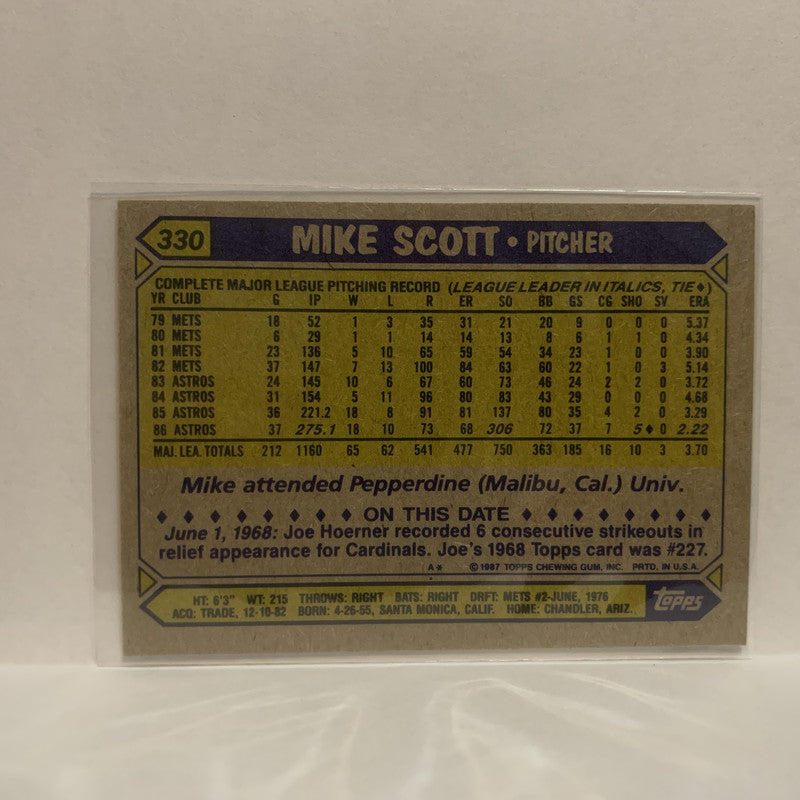 330 MIKE SCOTT • PITCHER
COMPLETE MAJOR LEAGUE PITCHING RECORD (LEAGUE LEADER IN ITALICS, TIE♦)
YR CLUB G IP W L R ER SO BB GS CG SHO SV ERA
79 METS 18 52 1 3 35 31 21 20 9 0 0 0 5.37
80 METS 6 29 1 1 14 14 13 8 6 1 1 0 4.34
81 METS 23 136 5 10 65 59 54 34 23 1 0 0 3.90
82 METS 37 147 7 13 100 84 63 60 22 1 0 3 5.14
83 ASTROS 24 145 10 6 67 60 73 46 24 2 2 0 3.72
84 ASTROS 31 154 5 11 96 80 83 43 29 0 0 0 4.68
85 ASTROS 36 221.2 18 8 91 81 137 80 35 4 2 0 3.29
86 ASTROS 37 275.1 18 10 73 68 306 72 37 7 5♦ 0 2.22
MAJ. LEA. TOTALS 212 1160 65 62 541 477 750 363 185 16 10 3 3.70
Mike attended Pepperdine (Malibu, Cal.) Univ.
♦ ♦ ♦ ♦ ♦ ♦ ♦ ♦ ON THIS DATE ♦ ♦ ♦ ♦ ♦ ♦ ♦ ♦
June 1, 1968: Joe Hoerner recorded 6 consecutive strikeouts in
relief appearance for Cardinals. Joe's 1968 Topps card was #227.
A* © 1987 TOPPS CHEWING GUM, INC. PRTD. IN U.S.A.
HT: 6'3" WT: 215 THROWS: RIGHT BATS: RIGHT DRFT: METS #2-JUNE, 1976
ACQ: TRADE, 12-10-82 BORN: 4-26-55, SANTA MONICA, CALIF. HOME: CHANDLER, ARIZ.
Topps